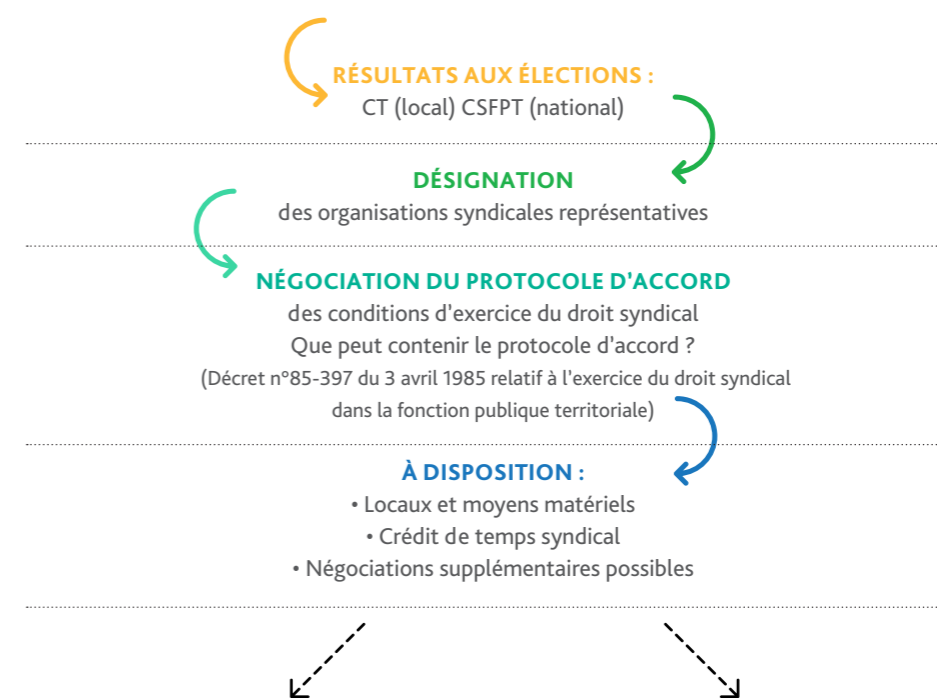 RÉSULTATS AUX ÉLECTIONS :
CT (local) CSFPT (national)
DÉSIGNATION
des organisations syndicales représentatives
NÉGOCIATION DU PROTOCOLE D'ACCORD
des conditions d’exercice du droit syndical
Que peut contenir le protocole d’accord ?
(Décret n°85-397 du 3 avril 1985 relatif à l’exercice du droit syndical
dans la fonction publique territoriale)
À DISPOSITION :
• Locaux et moyens matériels
• Crédit de temps syndical
• Négociations supplémentaires possibles